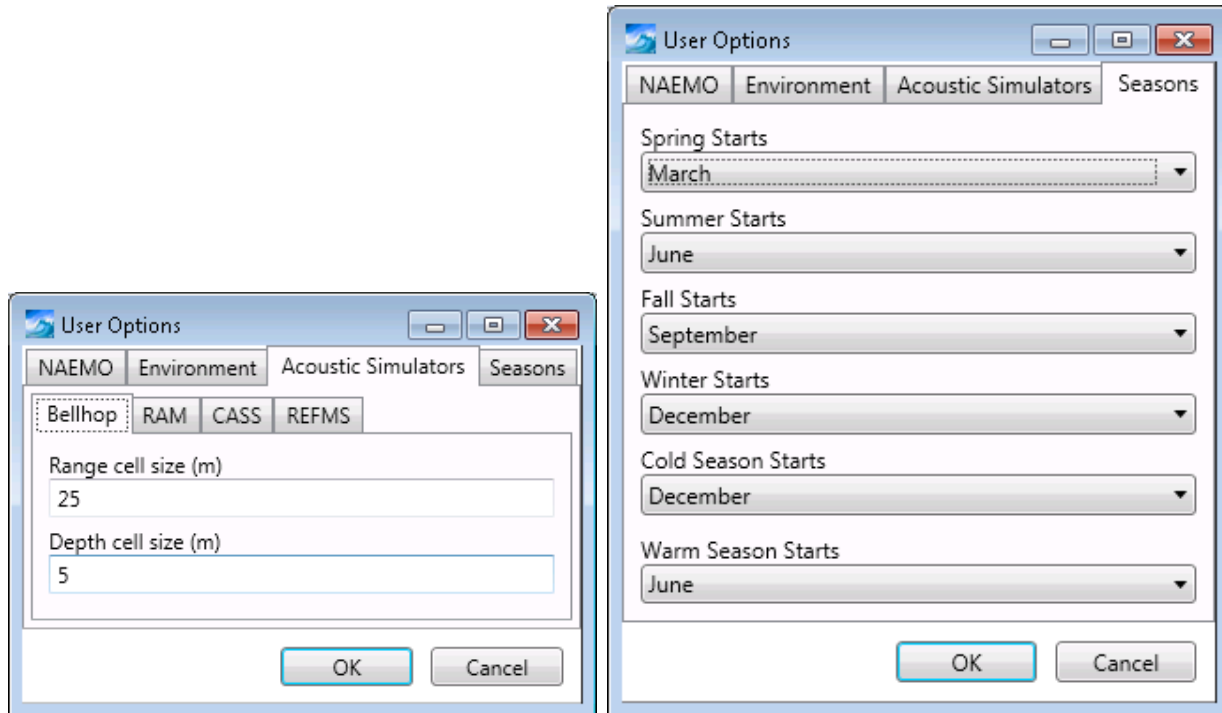 User Options
NAEMO Environment Acoustic Simulators Seasons
Bellhop RAM CASS REFMS
Range cell size (m)
25
Depth cell size (m)
5
OK Cancel
User Options
NAEMO Environment Acoustic Simulators Seasons
Spring Starts
March
Summer Starts
June
Fall Starts
September
Winter Starts
December
Cold Season Starts
December
Warm Season Starts
June
OK Cancel